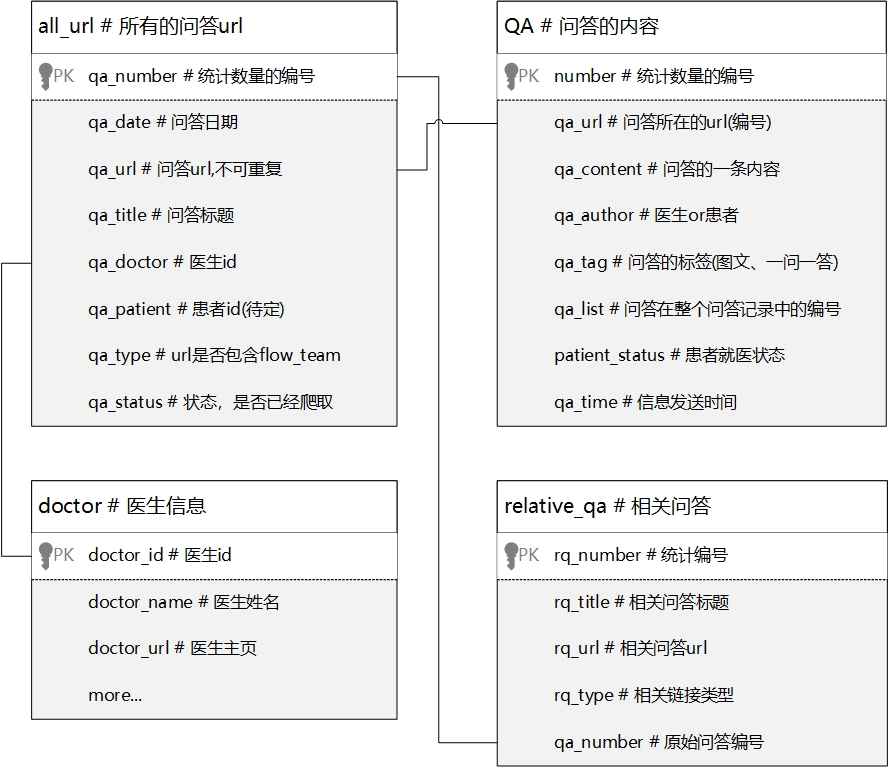 all_url # 所有的问答url
PK qa_number # 统计数量的编号
qa_date # 问答日期
qa_url # 问答url,不可重复
qa_title # 问答标题
qa_doctor # 医生id
qa_patient # 患者id(待定)
qa_type # url是否包含flow_team
qa_status # 状态，是否已经爬取
QA # 问答的内容
PK number # 统计数量的编号
qa_url # 问答所在的url(编号)
qa_content # 问答的一条内容
qa_author # 医生or患者
qa_tag # 问答的标签(图文、一问一答)
qa_list # 问答在整个问答记录中的编号
patient_status # 患者就医状态
qa_time # 信息发送时间
doctor # 医生信息
PK doctor_id # 医生id
doctor_name # 医生姓名
doctor_url # 医生主页
more...
relative_qa # 相关问答
PK rq_number # 统计编号
rq_title # 相关问答标题
rq_url # 相关问答url
rq_type # 相关链接类型
qa_number # 原始问答编号